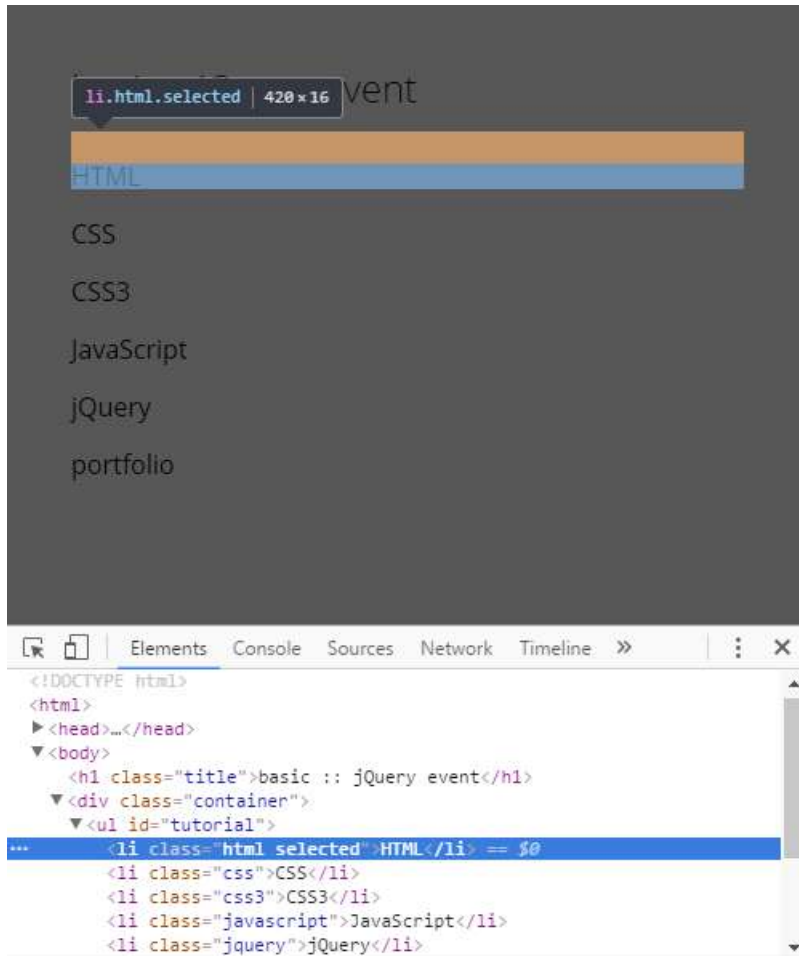 vent
li.html.selected | 420×16
HTML
CSS
CSS3
JavaScript
jQuery
portfolio
Elements Console Sources Network Timeline »
<!DOCTYPE html>
<html>
▶<head>…</head>
▼<body>
<h1 class="title">basic :: jQuery event</h1>
▼<div class="container">
▼<ul id="tutorial">
<li class="html selected">HTML</li> == $0
<li class="css">CSS</li>
<li class="css3">CSS3</li>
<li class="javascript">JavaScript</li>
<li class="jquery">jQuery</li>